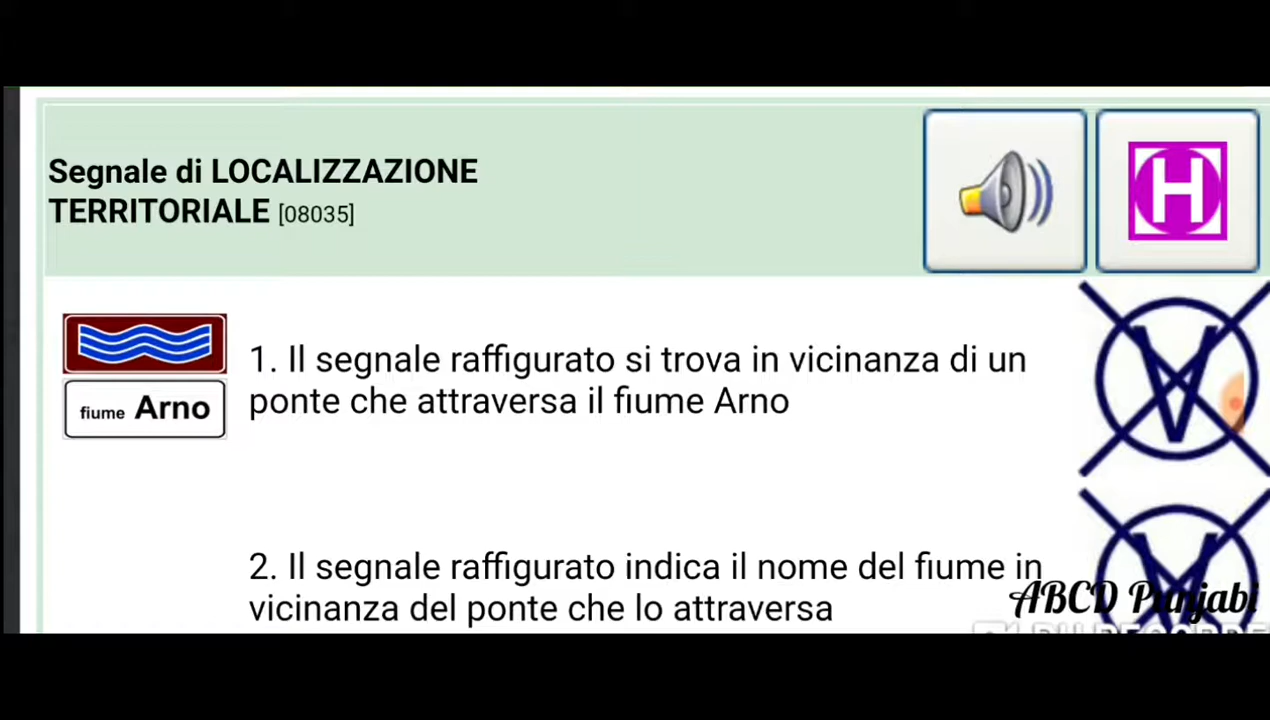 Segnale di LOCALIZZAZIONE
TERRITORIALE [08035]
H
fiume Arno
1. Il segnale raffigurato si trova in vicinanza di un
ponte che attraversa il fiume Arno
V
2. Il segnale raffigurato indica il nome del fiume in
vicinanza del ponte che lo attraversa
V
ABCD Punjabi